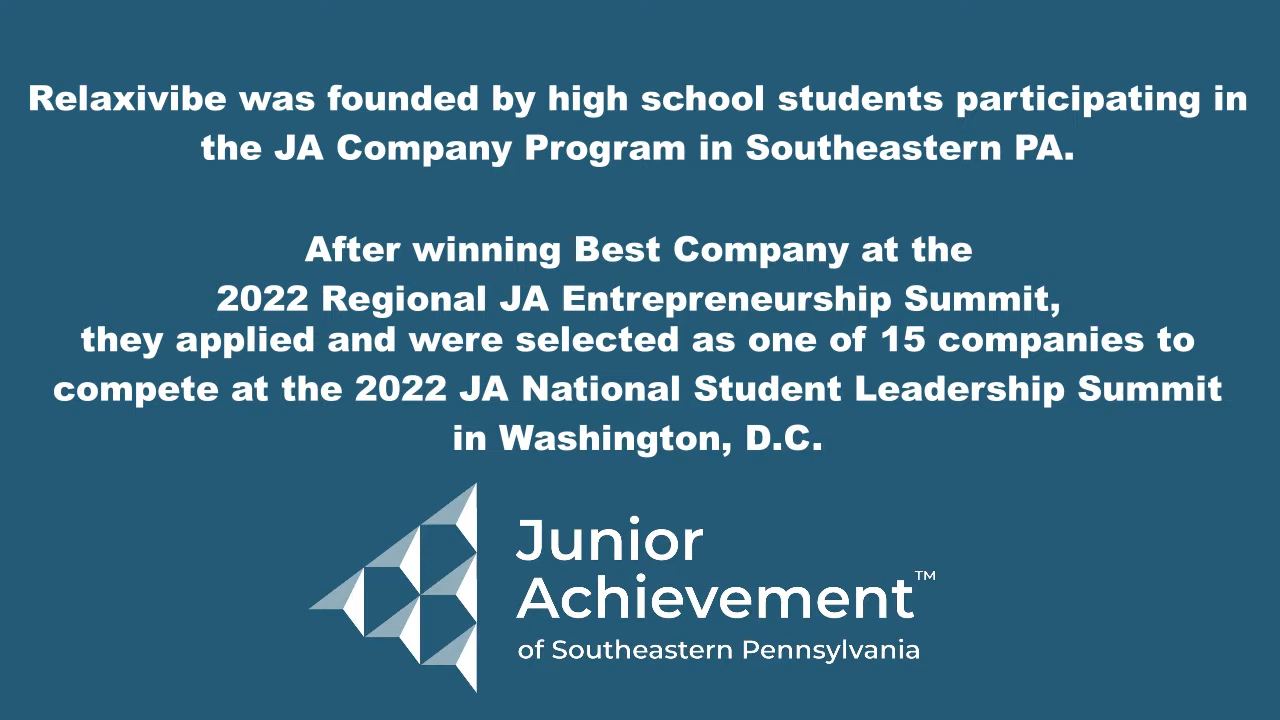 Relaxivibe was founded by high school students participating in
the JA Company Program in Southeastern PA.
After winning Best Company at the
2022 Regional JA Entrepreneurship Summit,
they applied and were selected as one of 15 companies to
compete at the 2022 JA National Student Leadership Summit
in Washington, D.C.
Junior
Achievement™
of Southeastern Pennsylvania